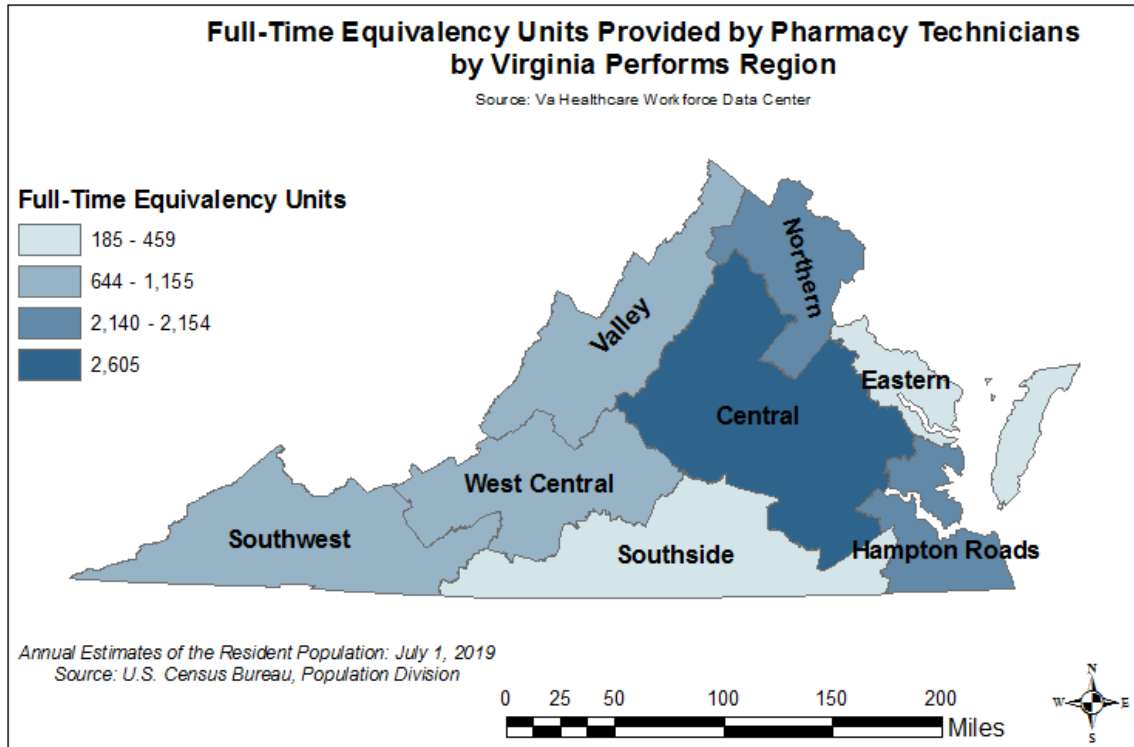 Full-Time Equivalency Units Provided by Pharmacy Technicians
by Virginia Performs Region
Source: Va Healthcare Workforce Data Center
Full-Time Equivalency Units
185 - 459
644 - 1,155
2,140 - 2,154
2,605
Northern
Valley
Eastern
Central
West Central
Southwest
Southside
Hampton Roads
Annual Estimates of the Resident Population: July 1, 2019
Source: U.S. Census Bureau, Population Division
0 25 50 100 150 200
Miles
N
W E
S